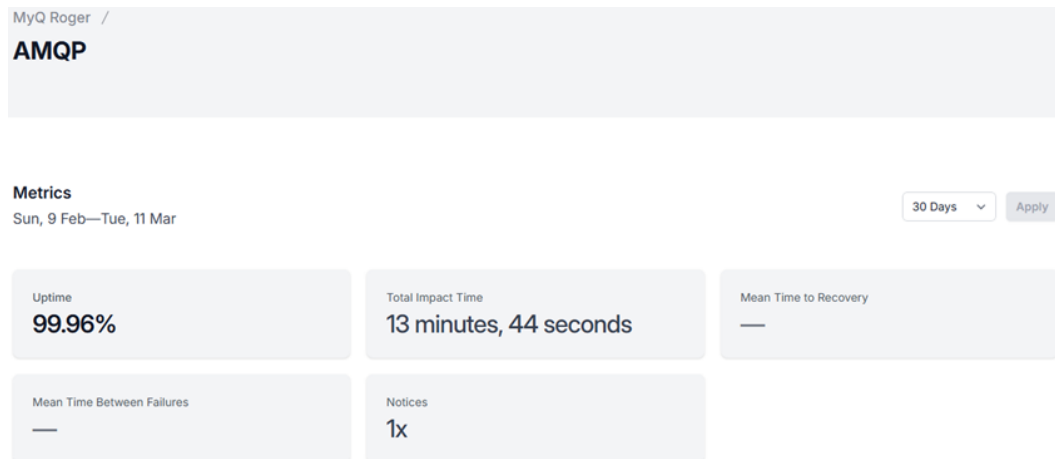 MyQ Roger /
AMQP
Metrics
Sun, 9 Feb—Tue, 11 Mar
30 Days
Apply
Uptime
99.96%
Total Impact Time
13 minutes, 44 seconds
Mean Time to Recovery
—
Mean Time Between Failures
—
Notices
1x